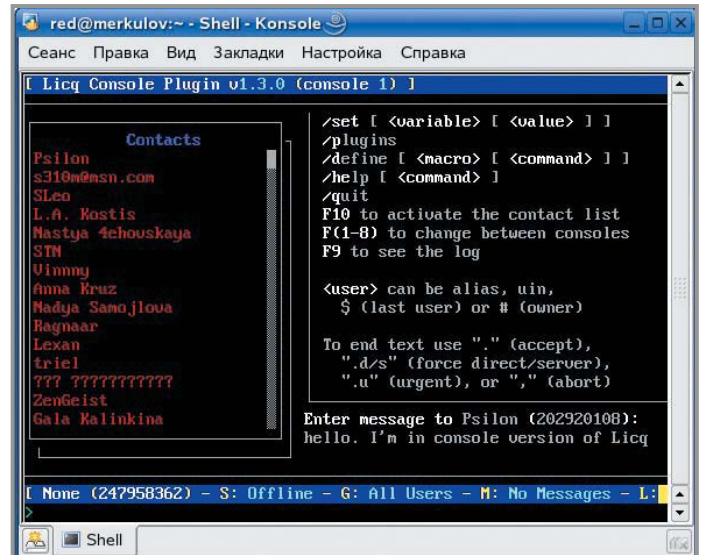 red@merkulov:~ - Shell - Konsole
Сеанс Правка Вид Закладки Настройка Справка
[ Licq Console Plugin v1.3.0 (console 1) ]
Contacts
Psilon
s310m@msn.com
SLeo
L.A. Kostis
Nastya 4ehovskaya
STN
Vinnny
Anna Kruz
Nadya Samojlova
Ragnaar
Lexan
triel
??? ???????????
ZenGeist
Gala Kalinkina
/set [ <variable> [ <value> ] ]
/plugins
/define [ <macro> [ <command> ] ]
/help [ <command> ]
/quit
F10 to activate the contact list
F(1-8) to change between consoles
F9 to see the log
<user> can be alias, uin,
$ (last user) or # (owner)
To end text use "." (accept),
".d/s" (force direct/server),
".u" (urgent), or "," (abort)
Enter message to Psilon (202920108):
hello. I'm in console version of Licq
[ None (247958362) - S: Offline - G: All Users - M: No Messages - L:
>
Shell